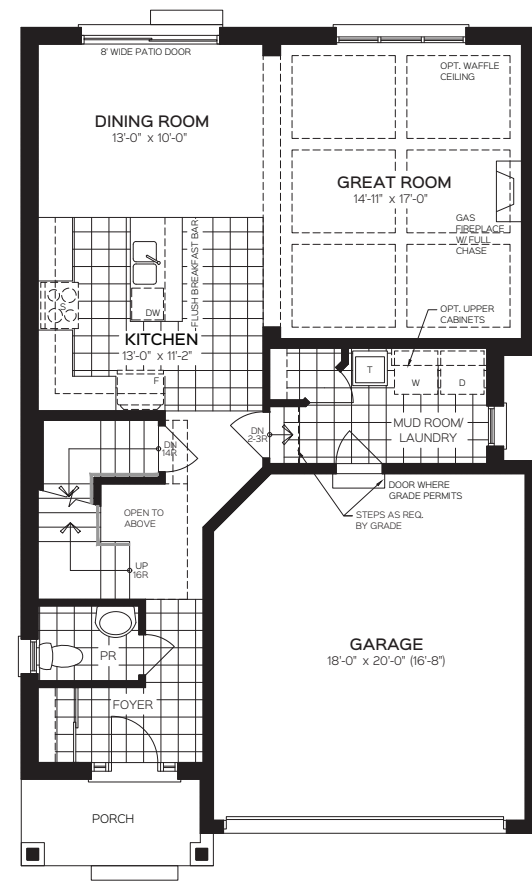 8' WIDE PATIO DOOR
OPT. WAFFLE
CEILING
DINING ROOM
13'-0" x 10'-0"
GREAT ROOM
14'-11" x 17'-0"
GAS
FIREPLACE
W/ FULL
CHASE
FLUSH BREAKFAST BAR
S
DW
OPT. UPPER
CABINETS
KITCHEN
13'-0" x 11'-2"
F
T
W
D
MUD ROOM/
LAUNDRY
DN
2-3R
DN
14R
DOOR WHERE
GRADE PERMITS
STEPS AS REQ.
BY GRADE
OPEN TO
ABOVE
UP
16R
GARAGE
18'-0" x 20'-0" (16'-8")
PR
FOYER
PORCH